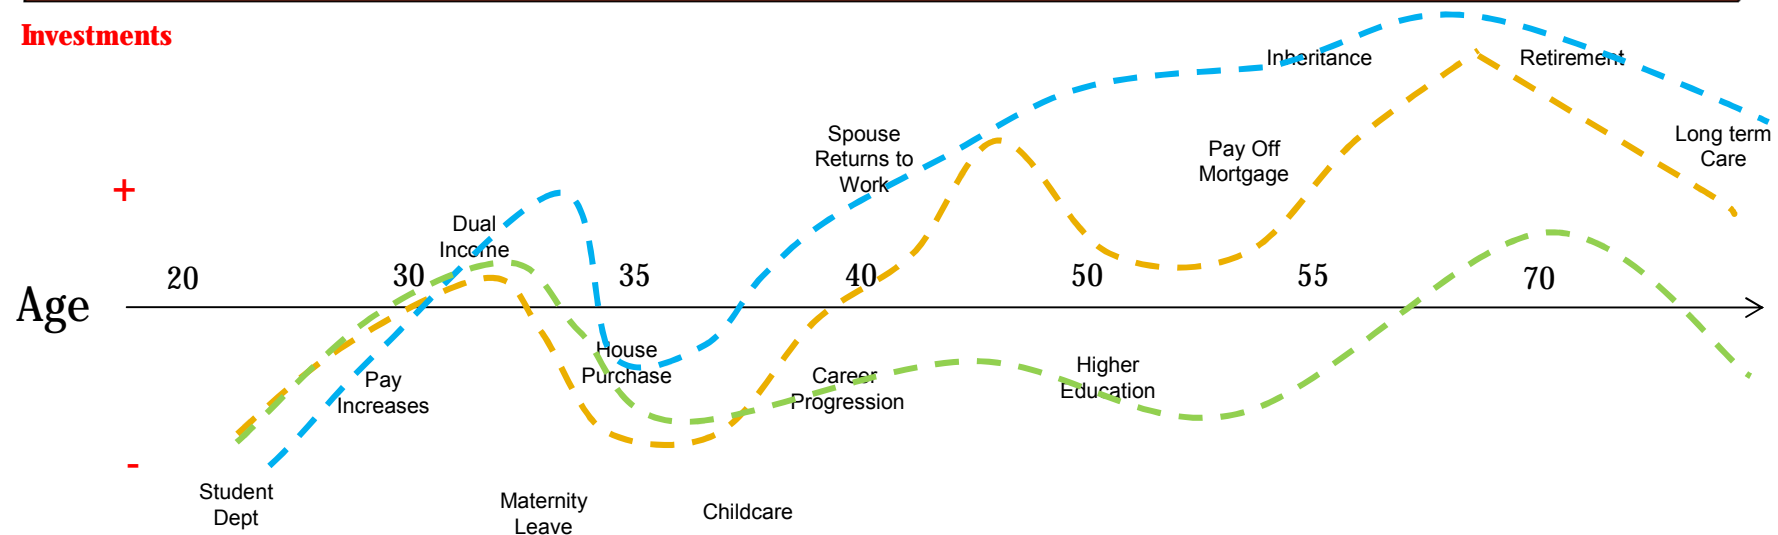 Investments
Inheritance
Retirement
Spouse
Returns to
Work
Pay Off
Mortgage
Long term
Care
+
Dual
Income
20
30
35
40
50
55
70
Age
House
Purchase
Pay
Increases
Career
Progression
Higher
Education
-
Student
Dept
Maternity
Leave
Childcare